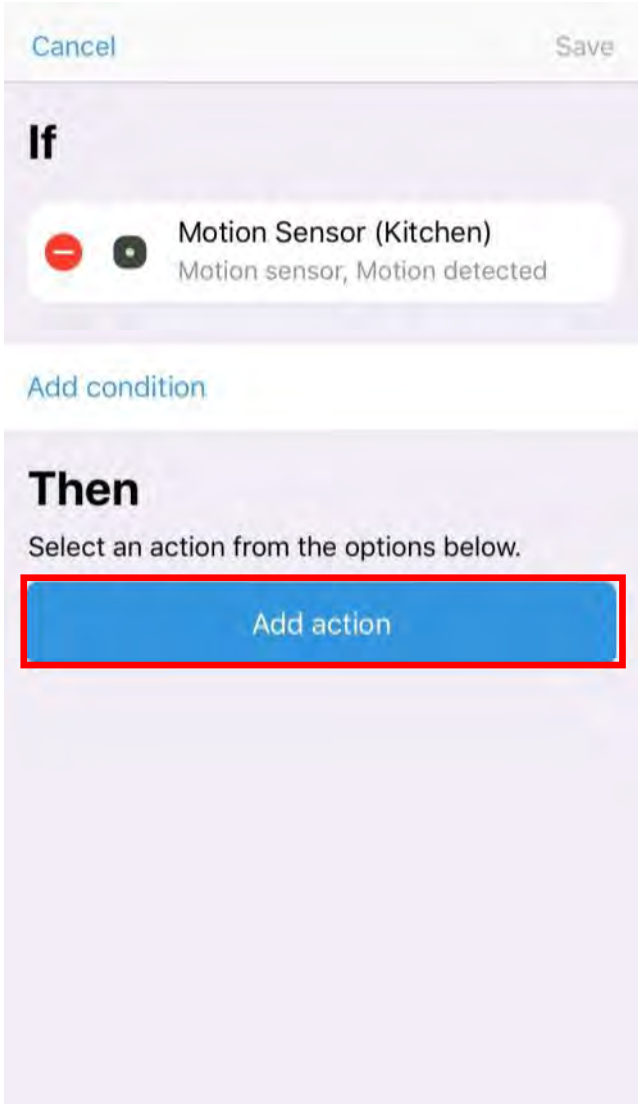 Cancel
Save
If
Motion Sensor (Kitchen)
Motion sensor, Motion detected
Add condition
Then
Select an action from the options below.
Add action